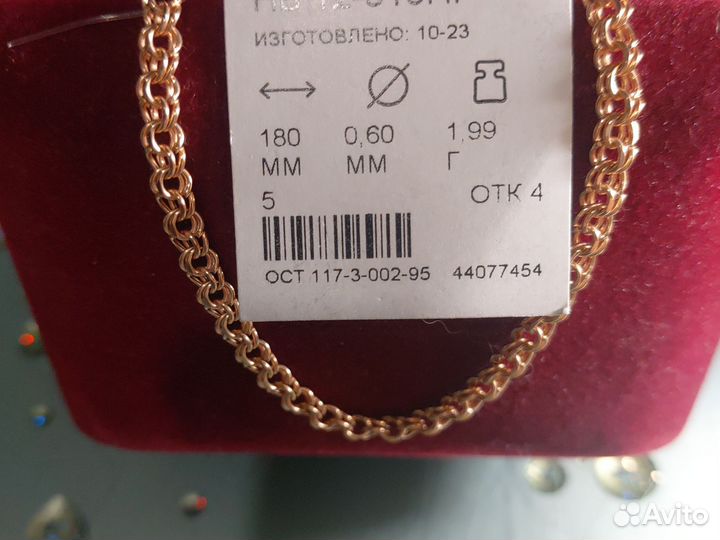 ИЗГОТОВЛЕНО: 10-23
180 0,60 1,99
ММ ММ Г
5 ОТК 4
ОСТ 117-3-002-95 44077454
Avito